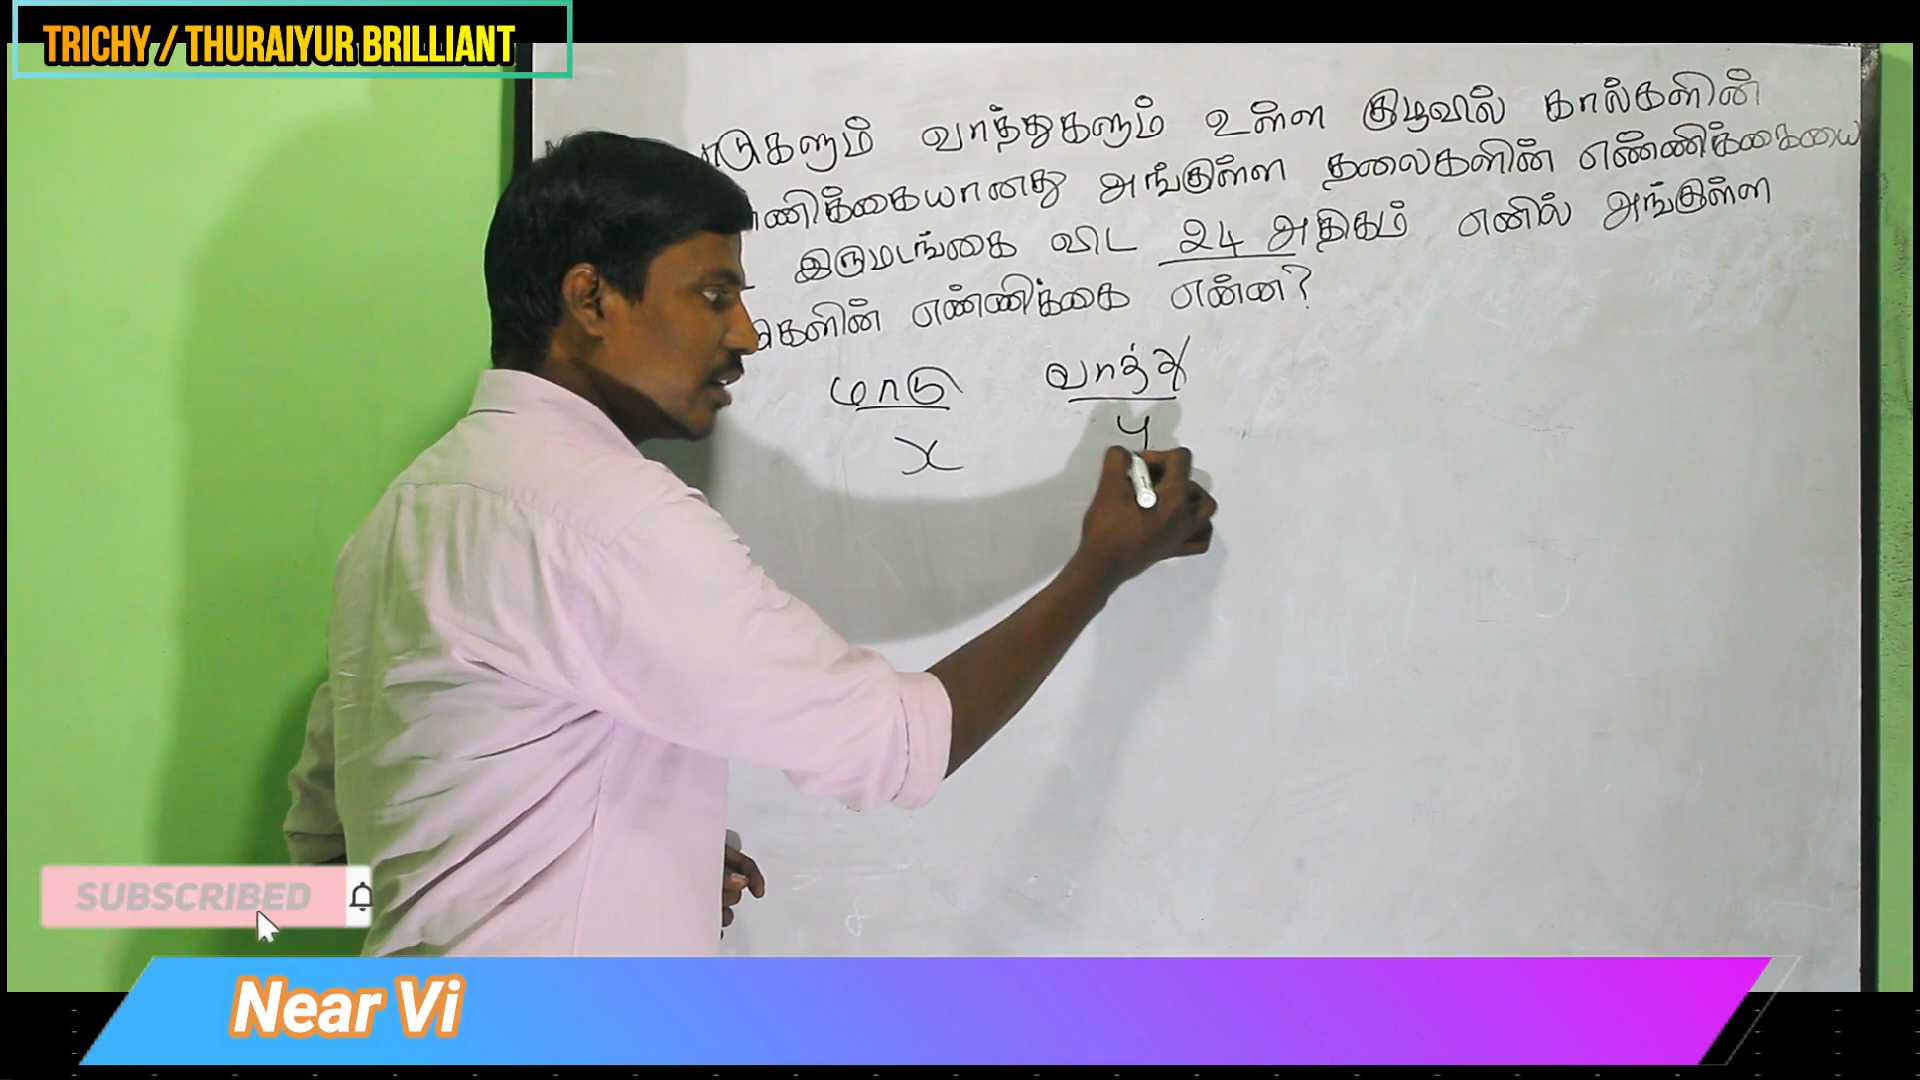 TRICHY / THURAIYUR BRILLIANT
வாத்துகளும் உள்ள குழுவில் கால்களின்
அங்குள்ள தலைகளின் எண்ணிக்கையை
இருமடங்கை விட 24 அதிகம் எனில் அங்குள்ள
எண்ணிக்கை என்ன?
மாடு வாத்து
x y
SUBSCRIBED
Near Vi